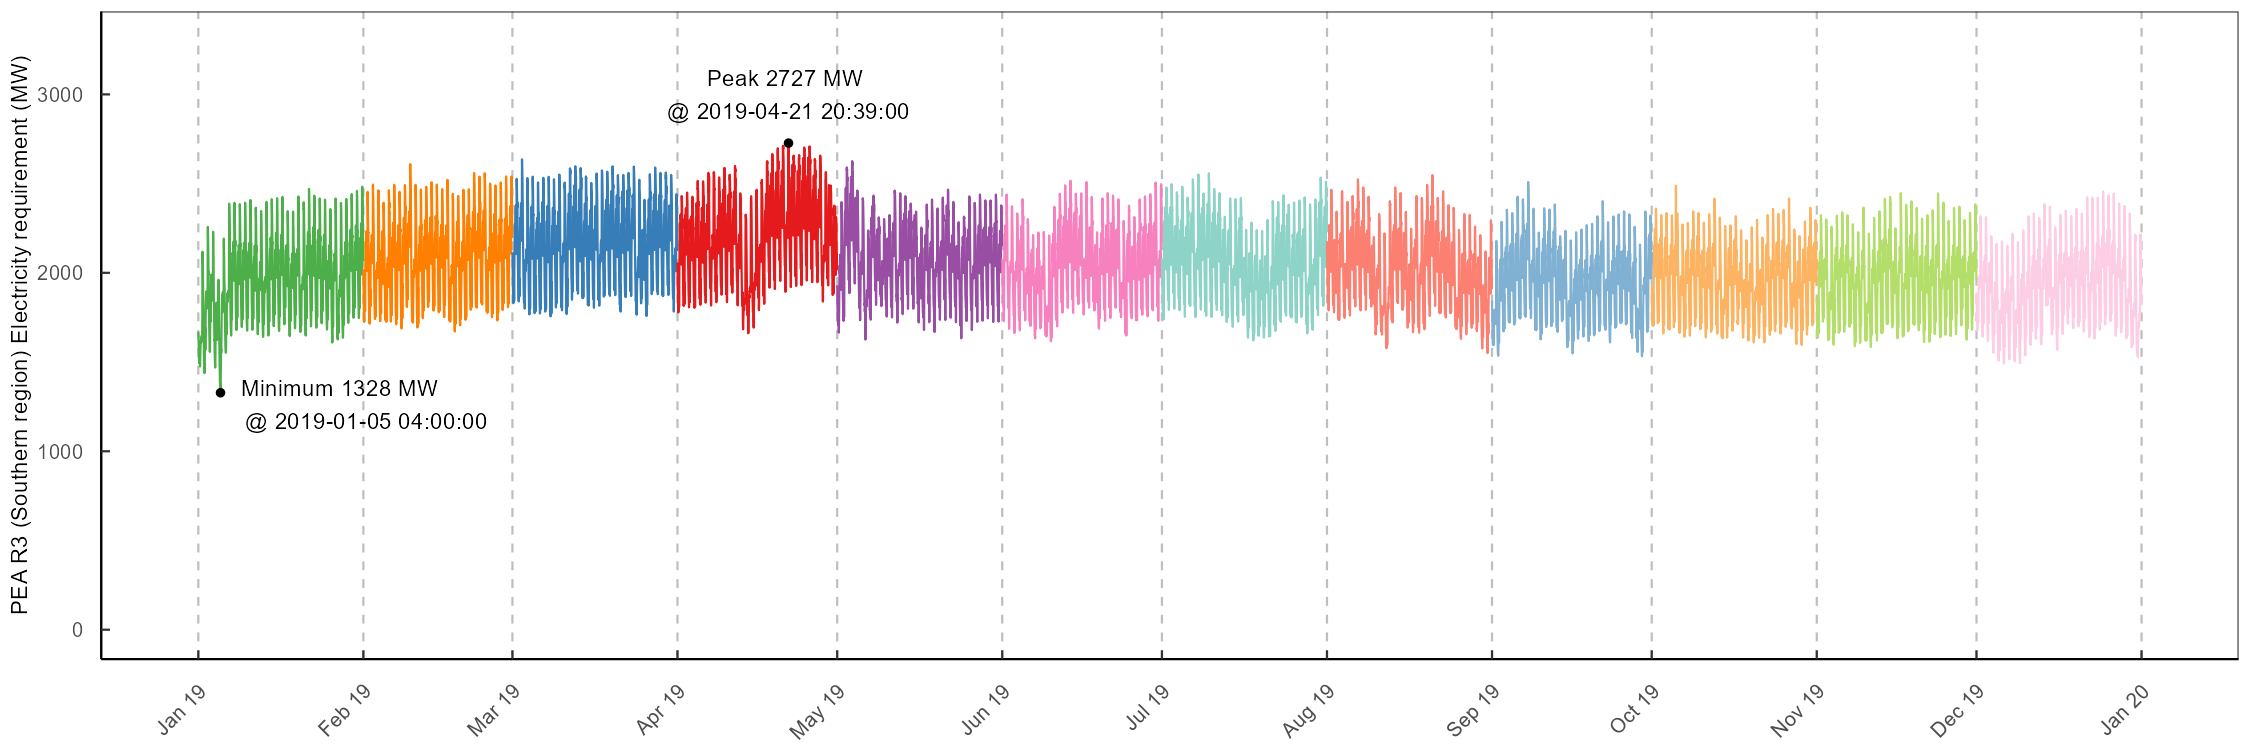 PEA R3 (Southern region) Electricity requirement (MW)
3000
2000
1000
0
Peak 2727 MW
@ 2019-04-21 20:39:00
Minimum 1328 MW
@ 2019-01-05 04:00:00
Jan 19
Feb 19
Mar 19
Apr 19
May 19
Jun 19
Jul 19
Aug 19
Sep 19
Oct 19
Nov 19
Dec 19
Jan 20